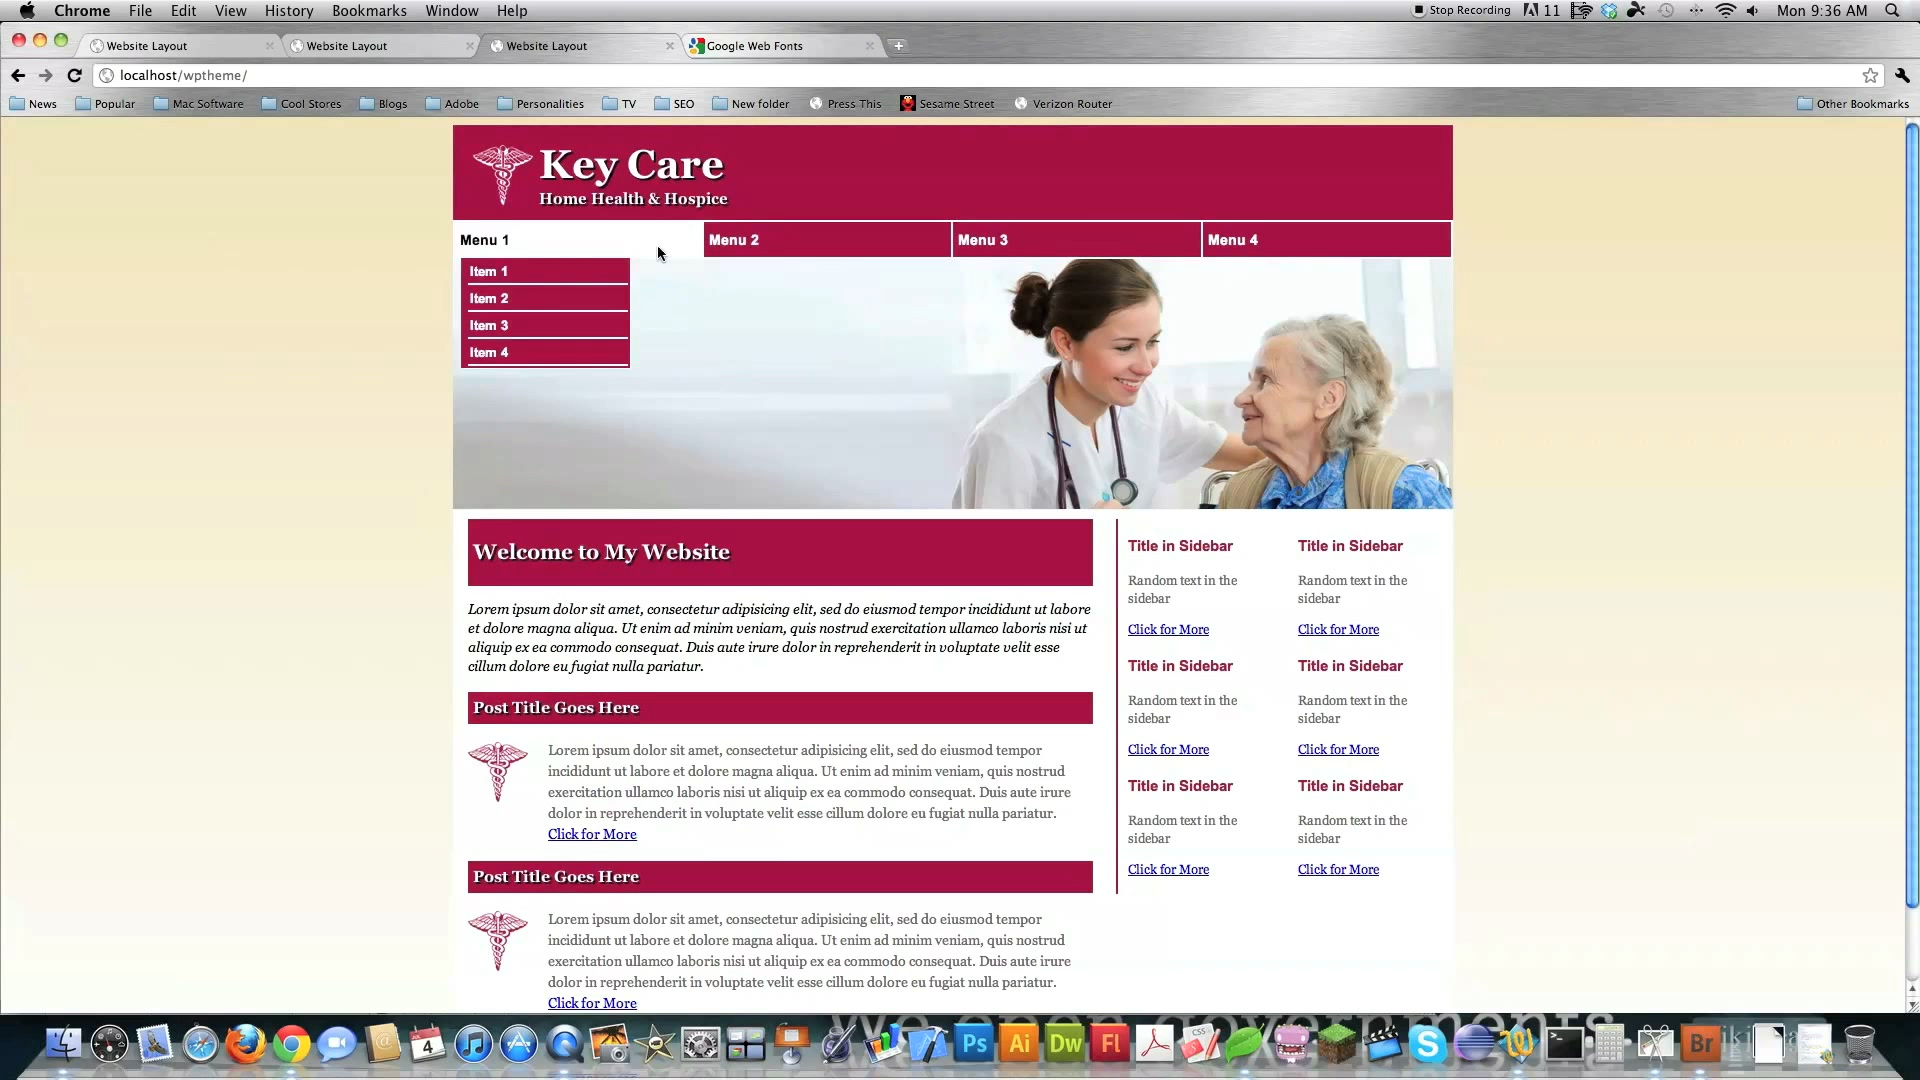 Chrome File Edit View History Bookmarks Window Help Stop Recording 11 Mon 9:36 AM
Website Layout Website Layout Website Layout Google Web Fonts
localhost/wptheme/
News Popular Mac Software Cool Stores Blogs Adobe Personalities TV SEO New folder Press This Sesame Street Verizon Router Other Bookmarks
Key Care
Home Health & Hospice
Menu 1 Menu 2 Menu 3 Menu 4
Item 1
Item 2
Item 3
Item 4
Welcome to My Website
Lorem ipsum dolor sit amet, consectetur adipisicing elit, sed do eiusmod tempor incididunt ut labore
et dolore magna aliqua. Ut enim ad minim veniam, quis nostrud exercitation ullamco laboris nisi ut
aliquip ex ea commodo consequat. Duis aute irure dolor in reprehenderit in voluptate velit esse
cillum dolore eu fugiat nulla pariatur.
Post Title Goes Here
Lorem ipsum dolor sit amet, consectetur adipisicing elit, sed do eiusmod tempor
incididunt ut labore et dolore magna aliqua. Ut enim ad minim veniam, quis nostrud
exercitation ullamco laboris nisi ut aliquip ex ea commodo consequat. Duis aute irure
dolor in reprehenderit in voluptate velit esse cillum dolore eu fugiat nulla pariatur.
Click for More
Post Title Goes Here
Lorem ipsum dolor sit amet, consectetur adipisicing elit, sed do eiusmod tempor
incididunt ut labore et dolore magna aliqua. Ut enim ad minim veniam, quis nostrud
exercitation ullamco laboris nisi ut aliquip ex ea commodo consequat. Duis aute irure
dolor in reprehenderit in voluptate velit esse cillum dolore eu fugiat nulla pariatur.
Click for More
Title in Sidebar Title in Sidebar
Random text in the Random text in the
sidebar sidebar
Click for More Click for More
Title in Sidebar Title in Sidebar
Random text in the Random text in the
sidebar sidebar
Click for More Click for More
Title in Sidebar Title in Sidebar
Random text in the Random text in the
sidebar sidebar
Click for More Click for More
we open governments
4 Ps Ai Dw Fl CSS S Br